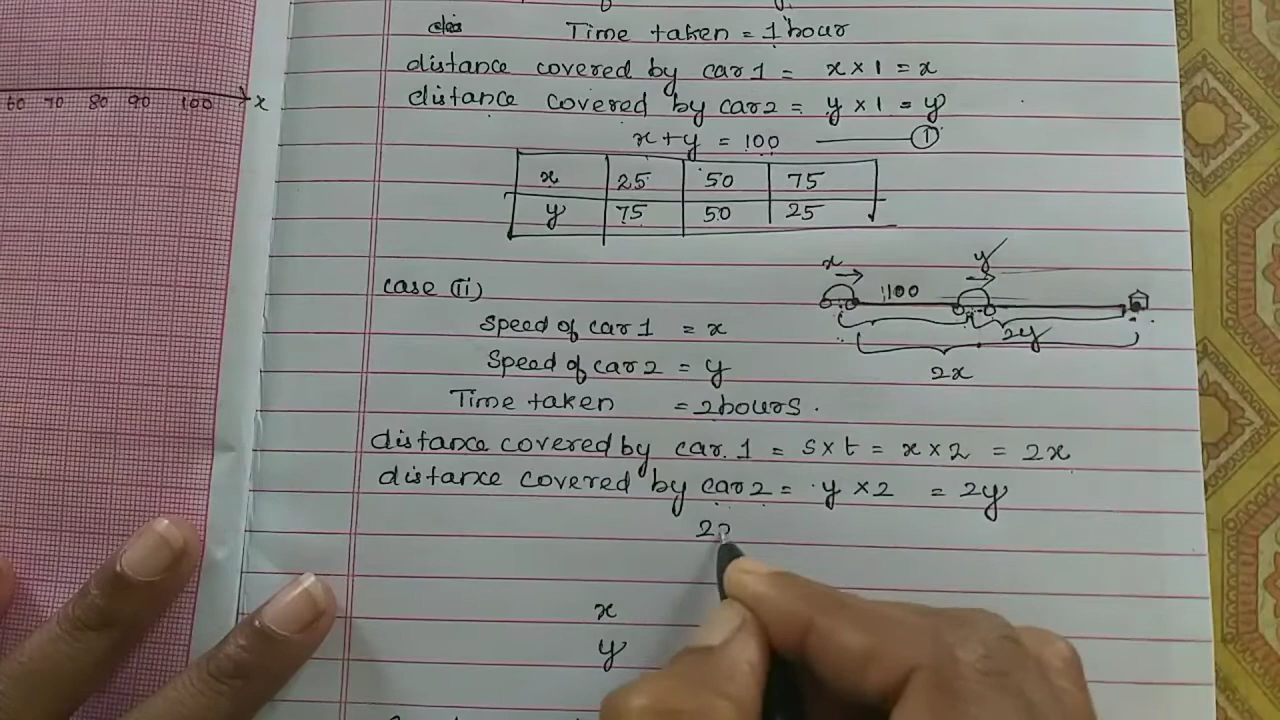 60 70 80 90 100 x
Time taken = 1 hour
distance covered by car 1 = x × 1 = x
distance covered by car 2 = y × 1 = y
x + y = 100 ——— ①
x 25 50 75
y 75 50 25
x y
case (ii) 100
Speed of car 1 = x 2y
Speed of car 2 = y 2x
Time taken = 2 hours.
distance covered by car 1 = s × t = x × 2 = 2x
distance covered by car 2 = y × 2 = 2y
2
x
y